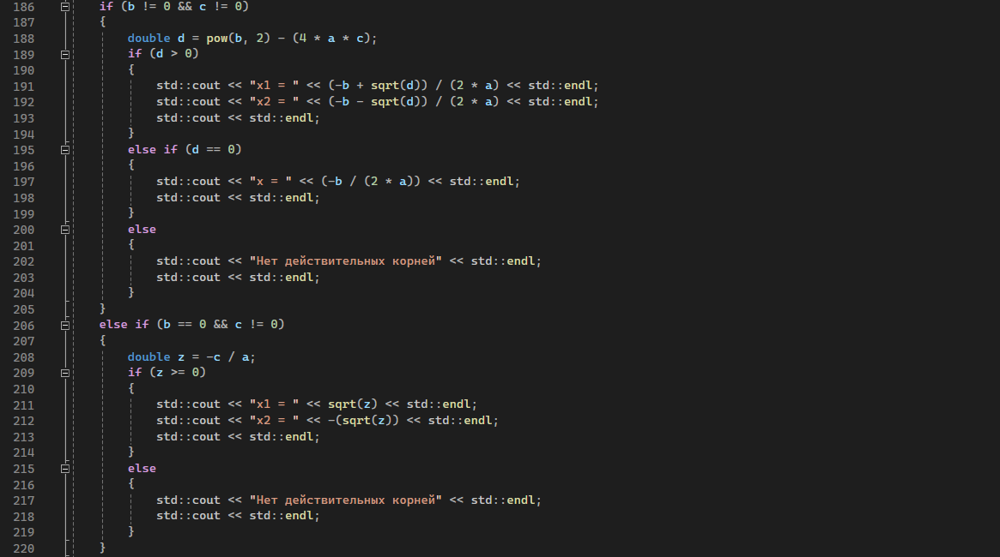 186 if (b != 0 && c != 0)
187 {
188 double d = pow(b, 2) - (4 * a * c);
189 if (d > 0)
190 {
191 std::cout << "x1 = " << (-b + sqrt(d)) / (2 * a) << std::endl;
192 std::cout << "x2 = " << (-b - sqrt(d)) / (2 * a) << std::endl;
193 std::cout << std::endl;
194 }
195 else if (d == 0)
196 {
197 std::cout << "x = " << (-b / (2 * a)) << std::endl;
198 std::cout << std::endl;
199 }
200 else
201 {
202 std::cout << "Нет действительных корней" << std::endl;
203 std::cout << std::endl;
204 }
205 }
206 else if (b == 0 && c != 0)
207 {
208 double z = -c / a;
209 if (z >= 0)
210 {
211 std::cout << "x1 = " << sqrt(z) << std::endl;
212 std::cout << "x2 = " << -(sqrt(z)) << std::endl;
213 std::cout << std::endl;
214 }
215 else
216 {
217 std::cout << "Нет действительных корней" << std::endl;
218 std::cout << std::endl;
219 }
220 }